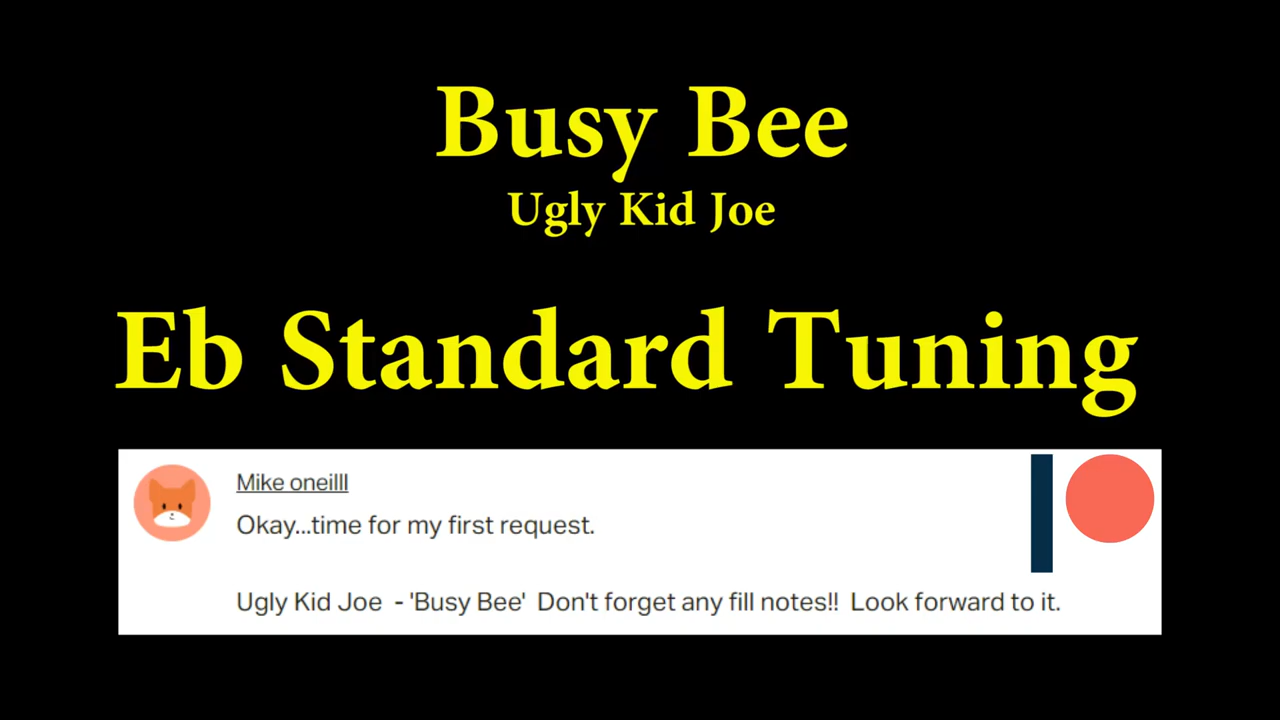 Busy Bee
Ugly Kid Joe
Eb Standard Tuning
Mike oneilll
Okay...time for my first request.
Ugly Kid Joe - 'Busy Bee' Don't forget any fill notes!! Look forward to it.